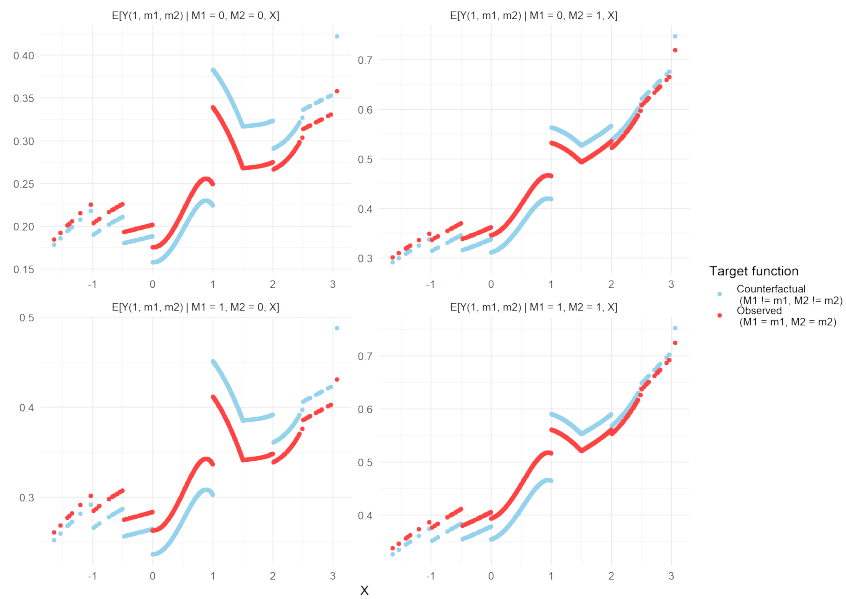 E[Y(1, m1, m2) | M1 = 0, M2 = 0, X]
E[Y(1, m1, m2) | M1 = 0, M2 = 1, X]
0.40
0.35
0.30
0.25
0.20
0.15
-1 0 1 2 3
0.7
0.6
0.5
0.4
0.3
-1 0 1 2 3
E[Y(1, m1, m2) | M1 = 1, M2 = 0, X]
E[Y(1, m1, m2) | M1 = 1, M2 = 1, X]
0.5
0.4
0.3
-1 0 1 2 3
0.7
0.6
0.5
0.4
-1 0 1 2 3
X
Target function
Counterfactual
(M1 != m1, M2 != m2)
Observed
(M1 = m1, M2 = m2)